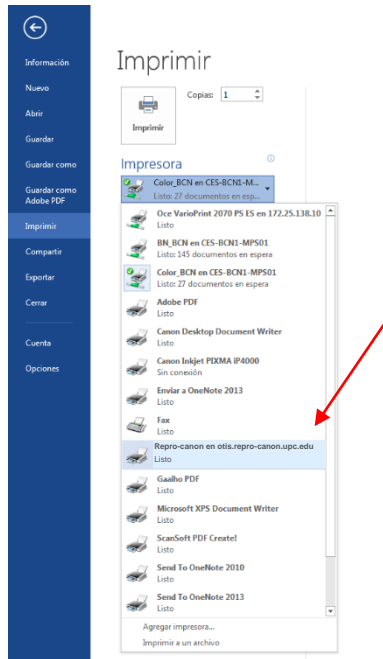 Información
Nuevo
Abrir
Guardar
Guardar como
Guardar como
Adobe PDF
Imprimir
Compartir
Exportar
Cerrar
Cuenta
Opciones
Imprimir
Copias: 1
Imprimir
Impresora
Color_BCN en CES-BCN1-M...
Listo: 27 documentos en esp...
Oce VarioPrint 2070 PS ES en 172.25.138.10
Listo
BN_BCN en CES-BCN1-MPS01
Listo: 145 documentos en espera
Color_BCN en CES-BCN1-MPS01
Listo: 27 documentos en espera
Adobe PDF
Listo
Canon Desktop Document Writer
Listo
Canon Inkjet PIXMA iP4000
Sin conexión
Enviar a OneNote 2013
Listo
Fax
Listo
Repro-canon en otis.repro-canon.upc.edu
Listo
Gaaiho PDF
Listo
Microsoft XPS Document Writer
Listo
ScanSoft PDF Create!
Listo
Send To OneNote 2010
Listo
Send To OneNote 2013
Listo
Agregar impresora...
Imprimir a un archivo